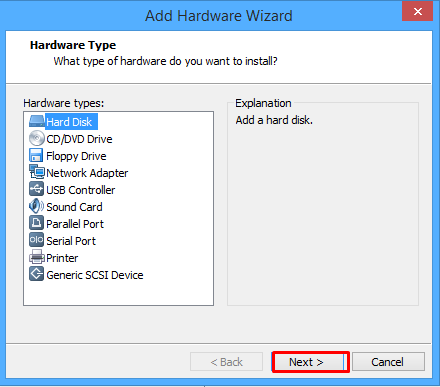 Add Hardware Wizard
Hardware Type
What type of hardware do you want to install?
Hardware types:
Hard Disk
CD/DVD Drive
Floppy Drive
Network Adapter
USB Controller
Sound Card
Parallel Port
Serial Port
Printer
Generic SCSI Device
Explanation
Add a hard disk.
< Back
Next >
Cancel